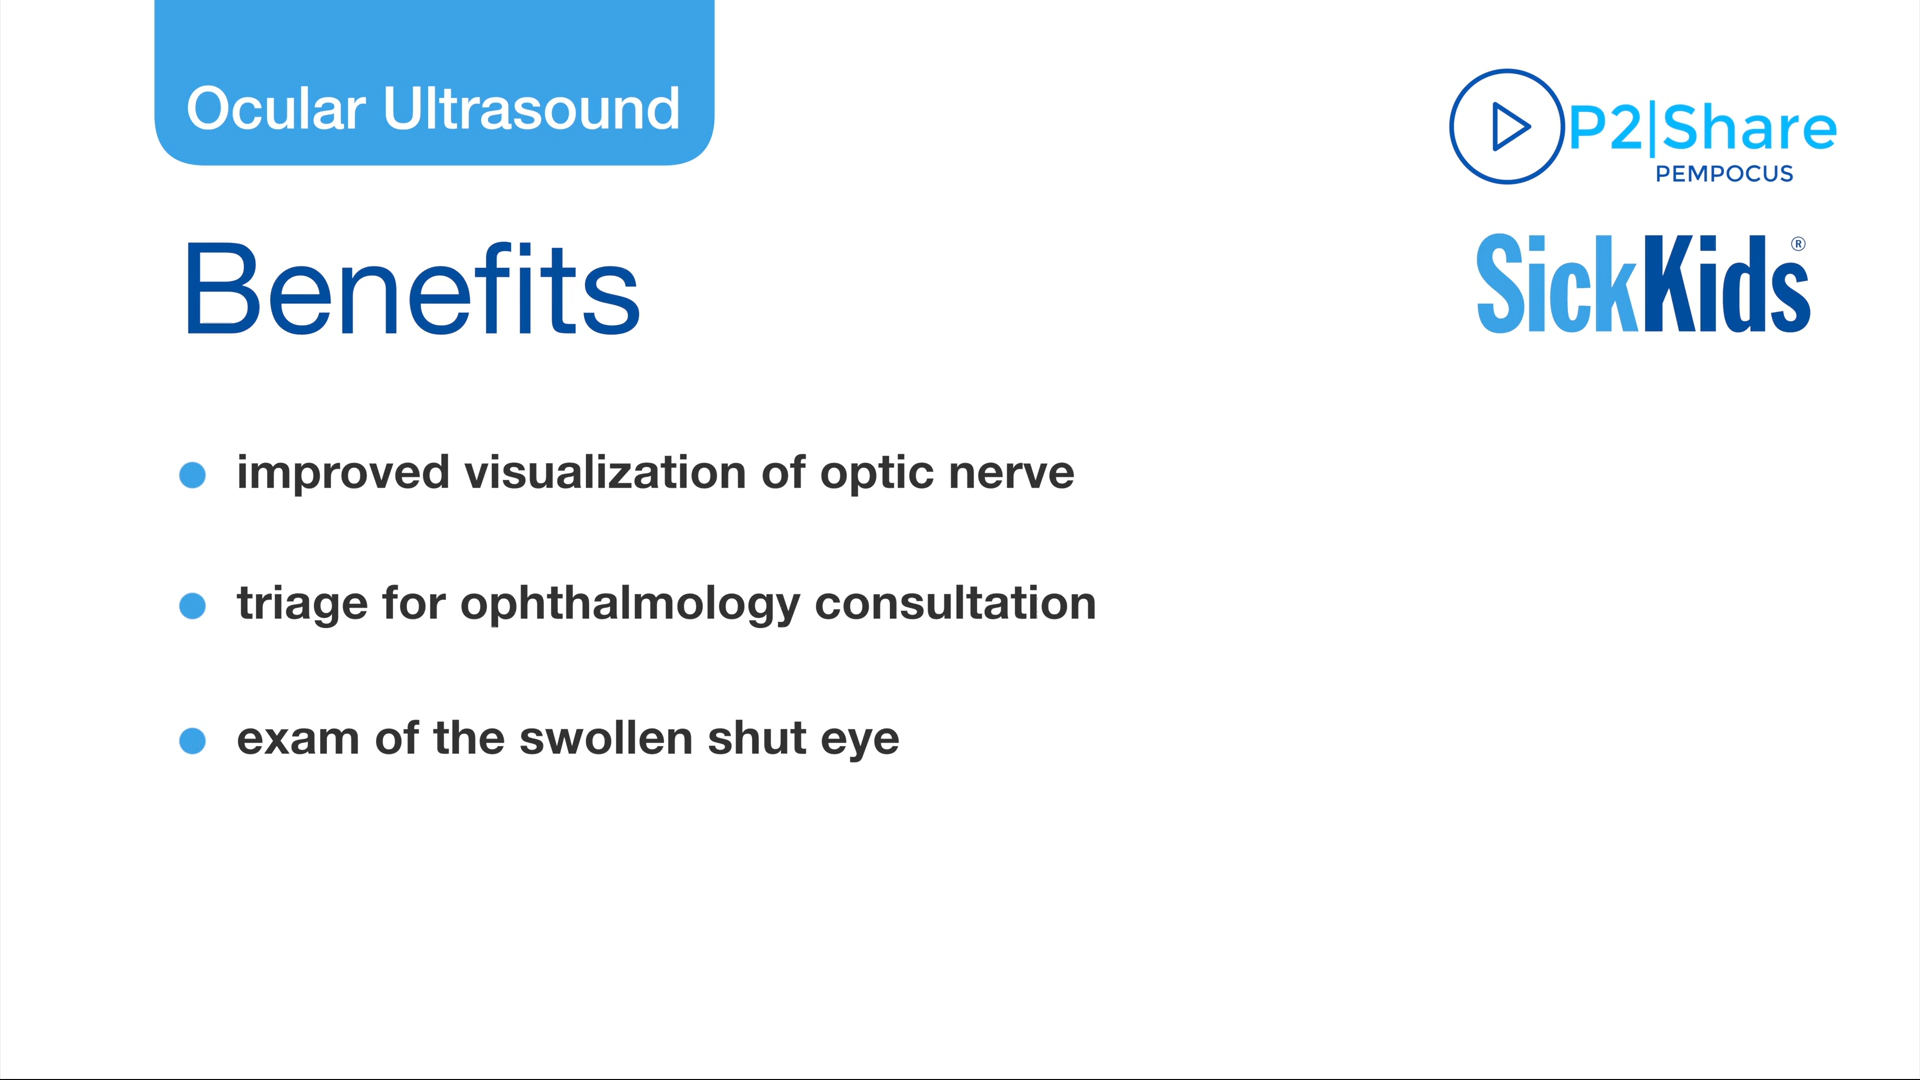 Ocular Ultrasound
P2|Share
PEMPOCUS
Benefits
SickKids®
improved visualization of optic nerve
triage for ophthalmology consultation
exam of the swollen shut eye